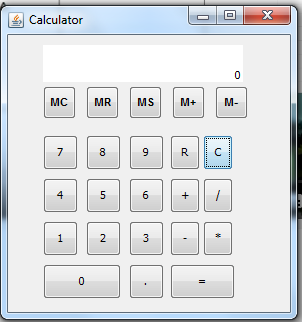 Calculator
0
MC MR MS M+ M-
7 8 9 R C
4 5 6 + /
1 2 3 - *
0 . =